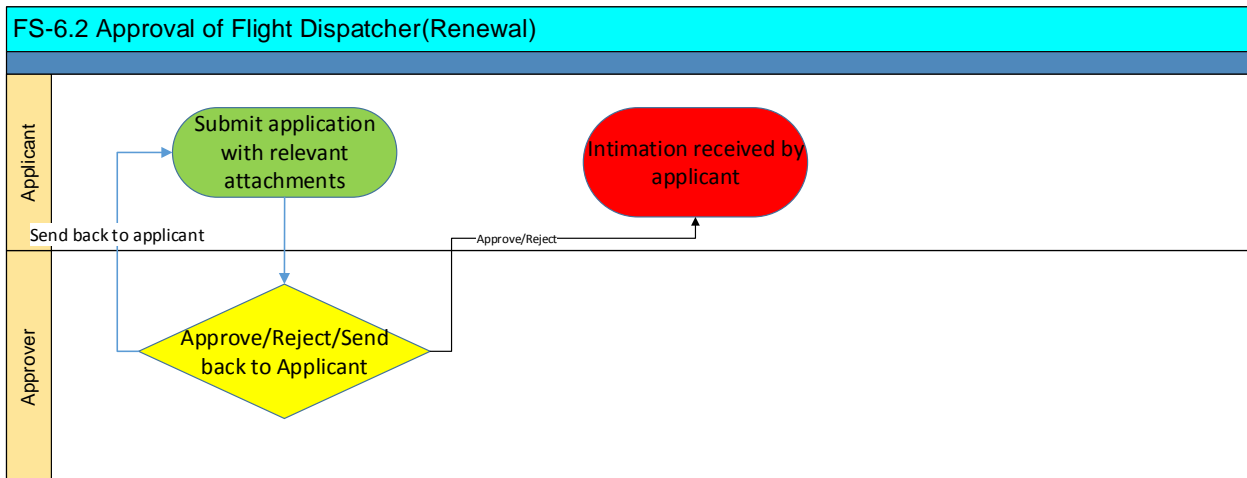 FS-6.2 Approval of Flight Dispatcher(Renewal)
Applicant
Submit application
with relevant
attachments
Intimation received by
applicant
Send back to applicant
Approve/Reject
Approver
Approve/Reject/Send
back to Applicant